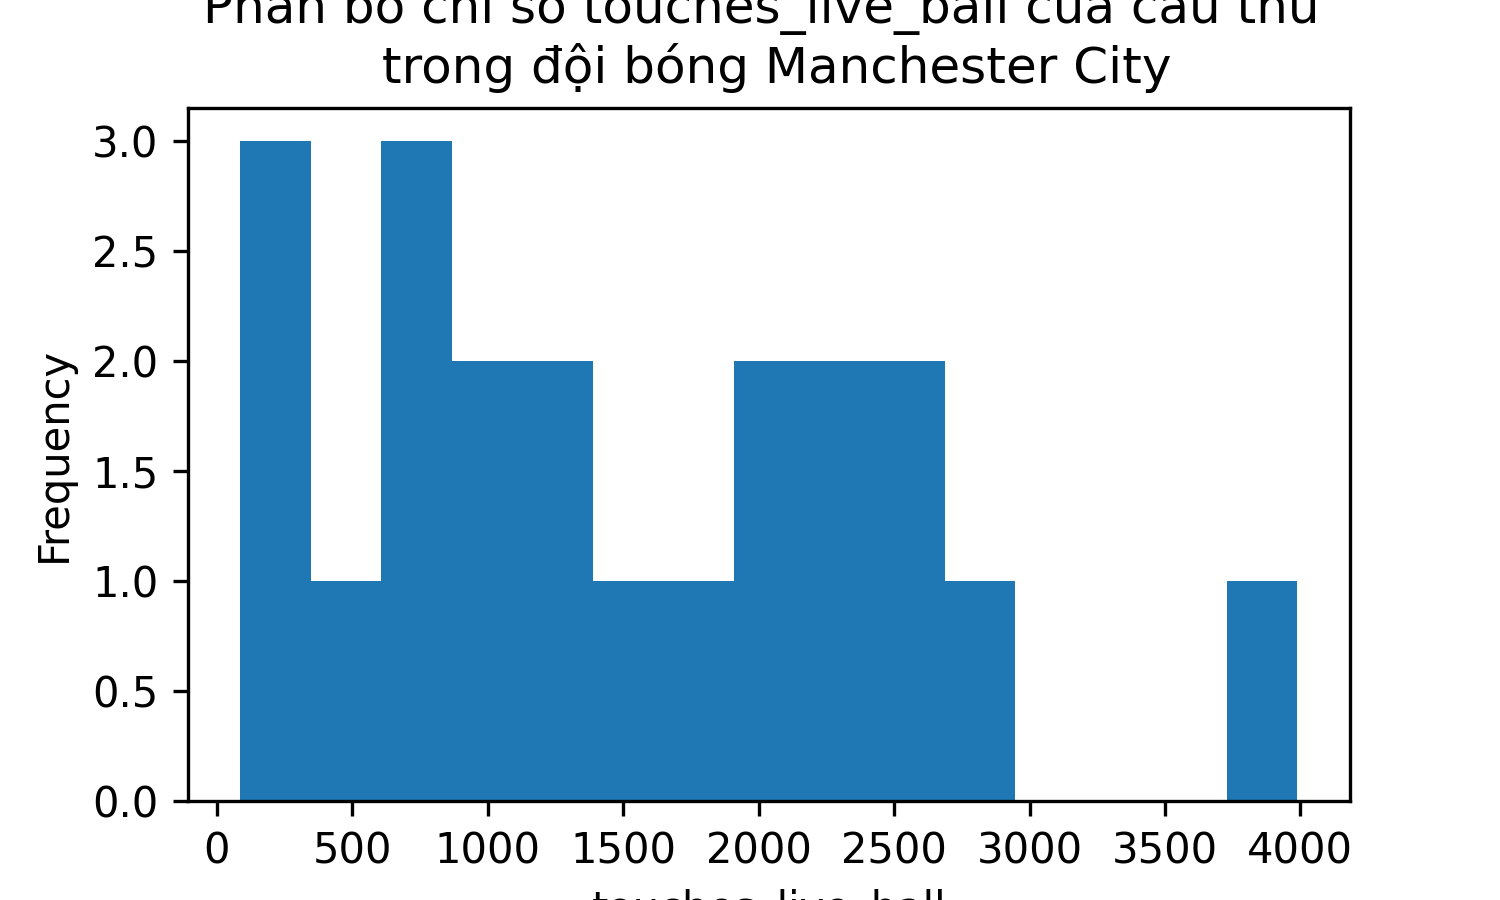 Phân bố chỉ số touches_live_ball của cầu thủ
trong đội bóng Manchester City
3.0
2.5
2.0
1.5
1.0
0.5
0.0
Frequency
0 500 1000 1500 2000 2500 3000 3500 4000
touches_live_ball